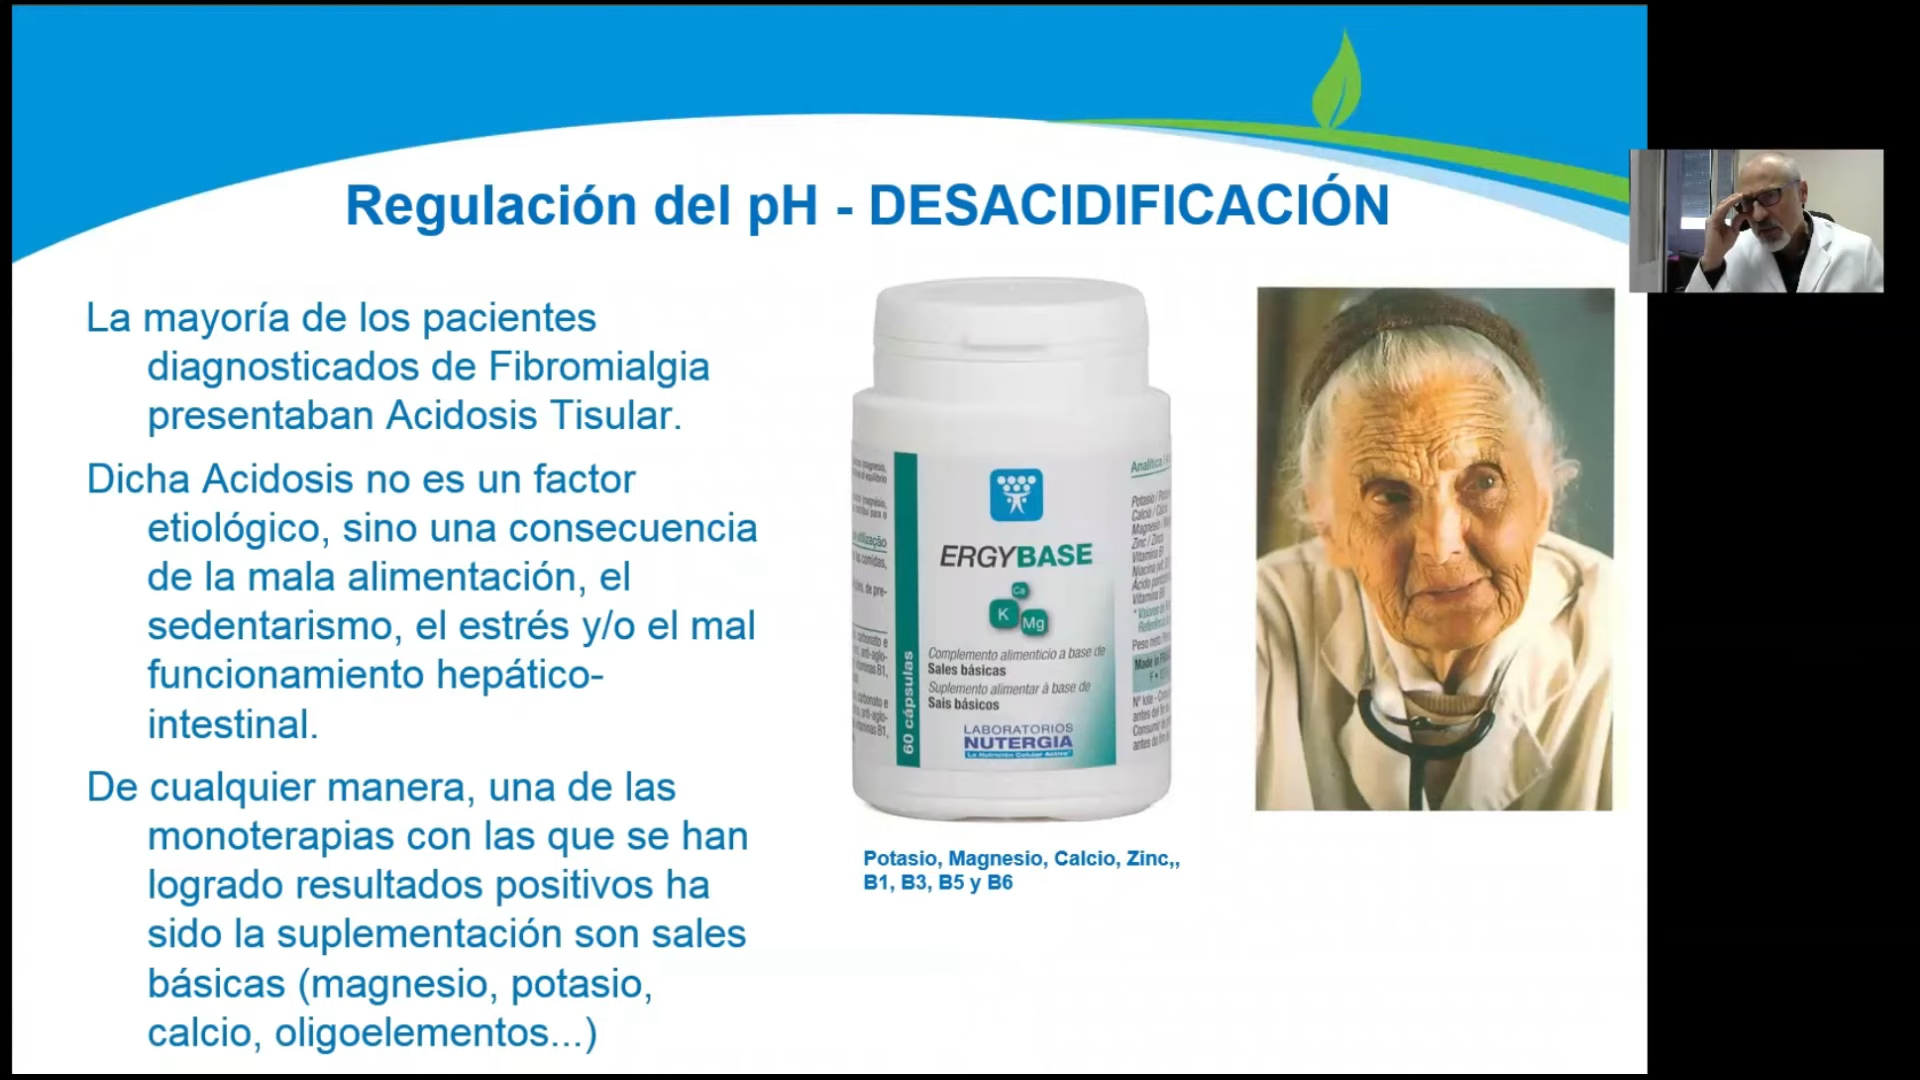 Regulación del pH - DESACIDIFICACIÓN
La mayoría de los pacientes
diagnosticados de Fibromialgia
presentaban Acidosis Tisular.
Dicha Acidosis no es un factor
etiológico, sino una consecuencia
de la mala alimentación, el
sedentarismo, el estrés y/o el mal
funcionamiento hepático-
intestinal.
De cualquier manera, una de las
monoterapias con las que se han
logrado resultados positivos ha
sido la suplementación son sales
básicas (magnesio, potasio,
calcio, oligoelementos...)
ERGYBASE
Ca
K
Mg
Complemento alimenticio a base de
Sales básicas
Suplemento alimentar à base de
Sais básicos
60 cápsulas
LABORATORIOS
NUTERGIA
La Nutrición Celular Activa
Potasio, Magnesio, Calcio, Zinc,,
B1, B3, B5 y B6